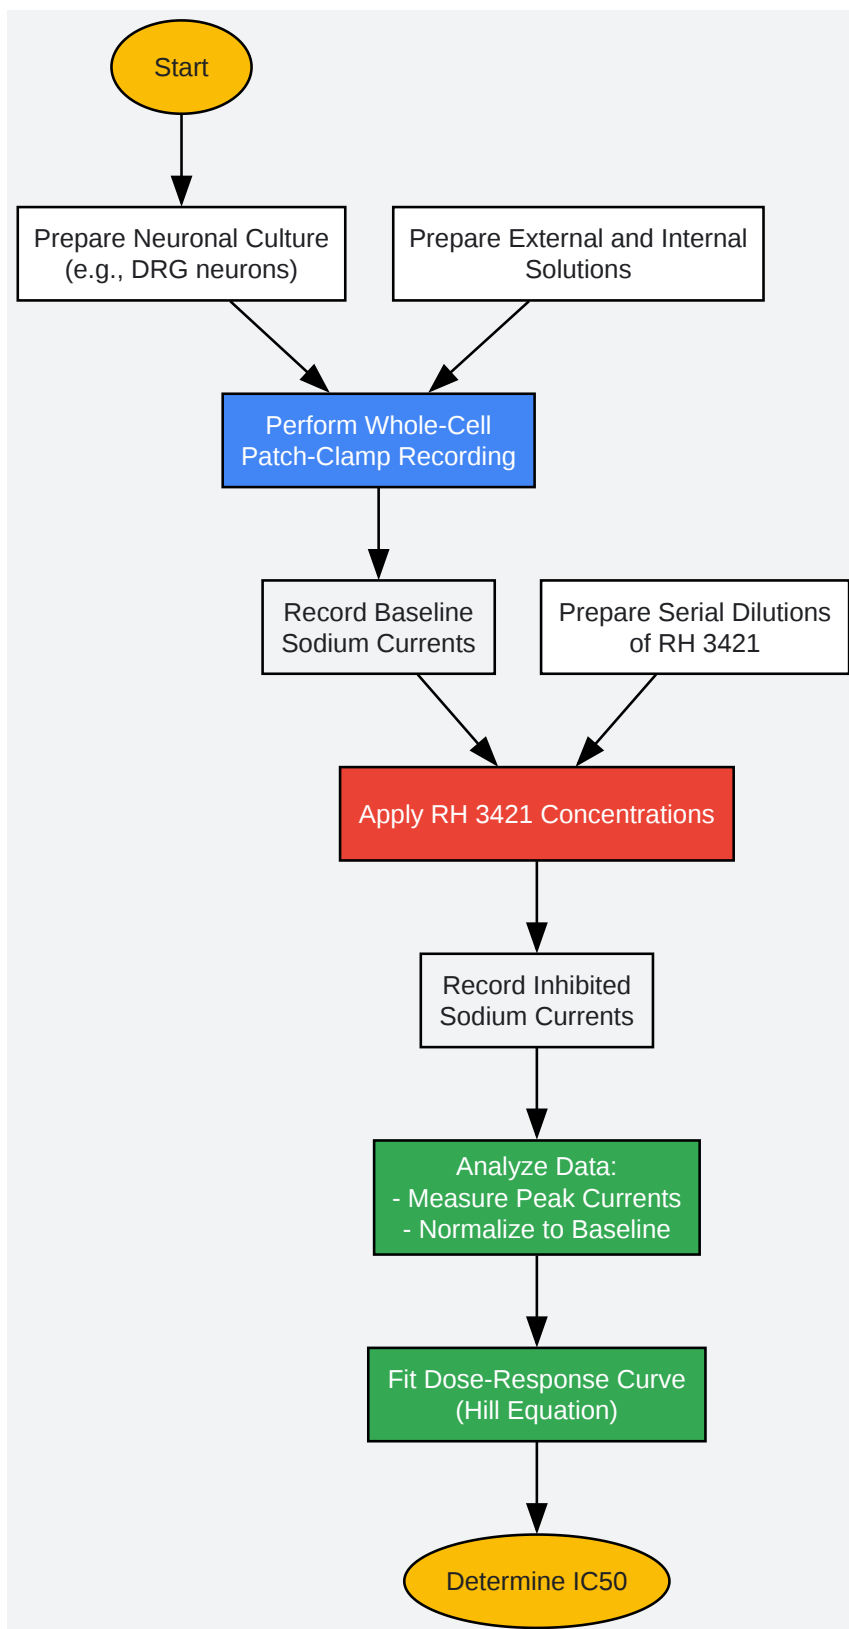 Start
Prepare Neuronal Culture
(e.g., DRG neurons)
Prepare External and Internal
Solutions
Perform Whole-Cell
Patch-Clamp Recording
Record Baseline
Sodium Currents
Prepare Serial Dilutions
of RH 3421
Apply RH 3421 Concentrations
Record Inhibited
Sodium Currents
Analyze Data:
- Measure Peak Currents
- Normalize to Baseline
Fit Dose-Response Curve
(Hill Equation)
Determine IC50